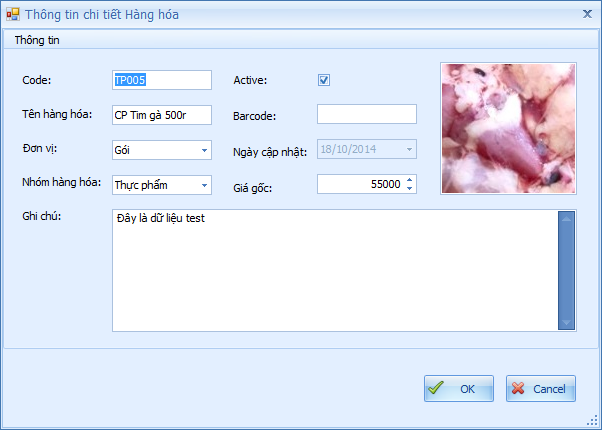 Thông tin chi tiết Hàng hóa
Thông tin
Code: TP005 Active:
Tên hàng hóa: CP Tim gà 500r Barcode:
Đơn vị: Gói Ngày cập nhật: 18/10/2014
Nhóm hàng hóa: Thực phẩm Giá gốc: 55000
Ghi chú: Đây là dữ liệu test
OK Cancel